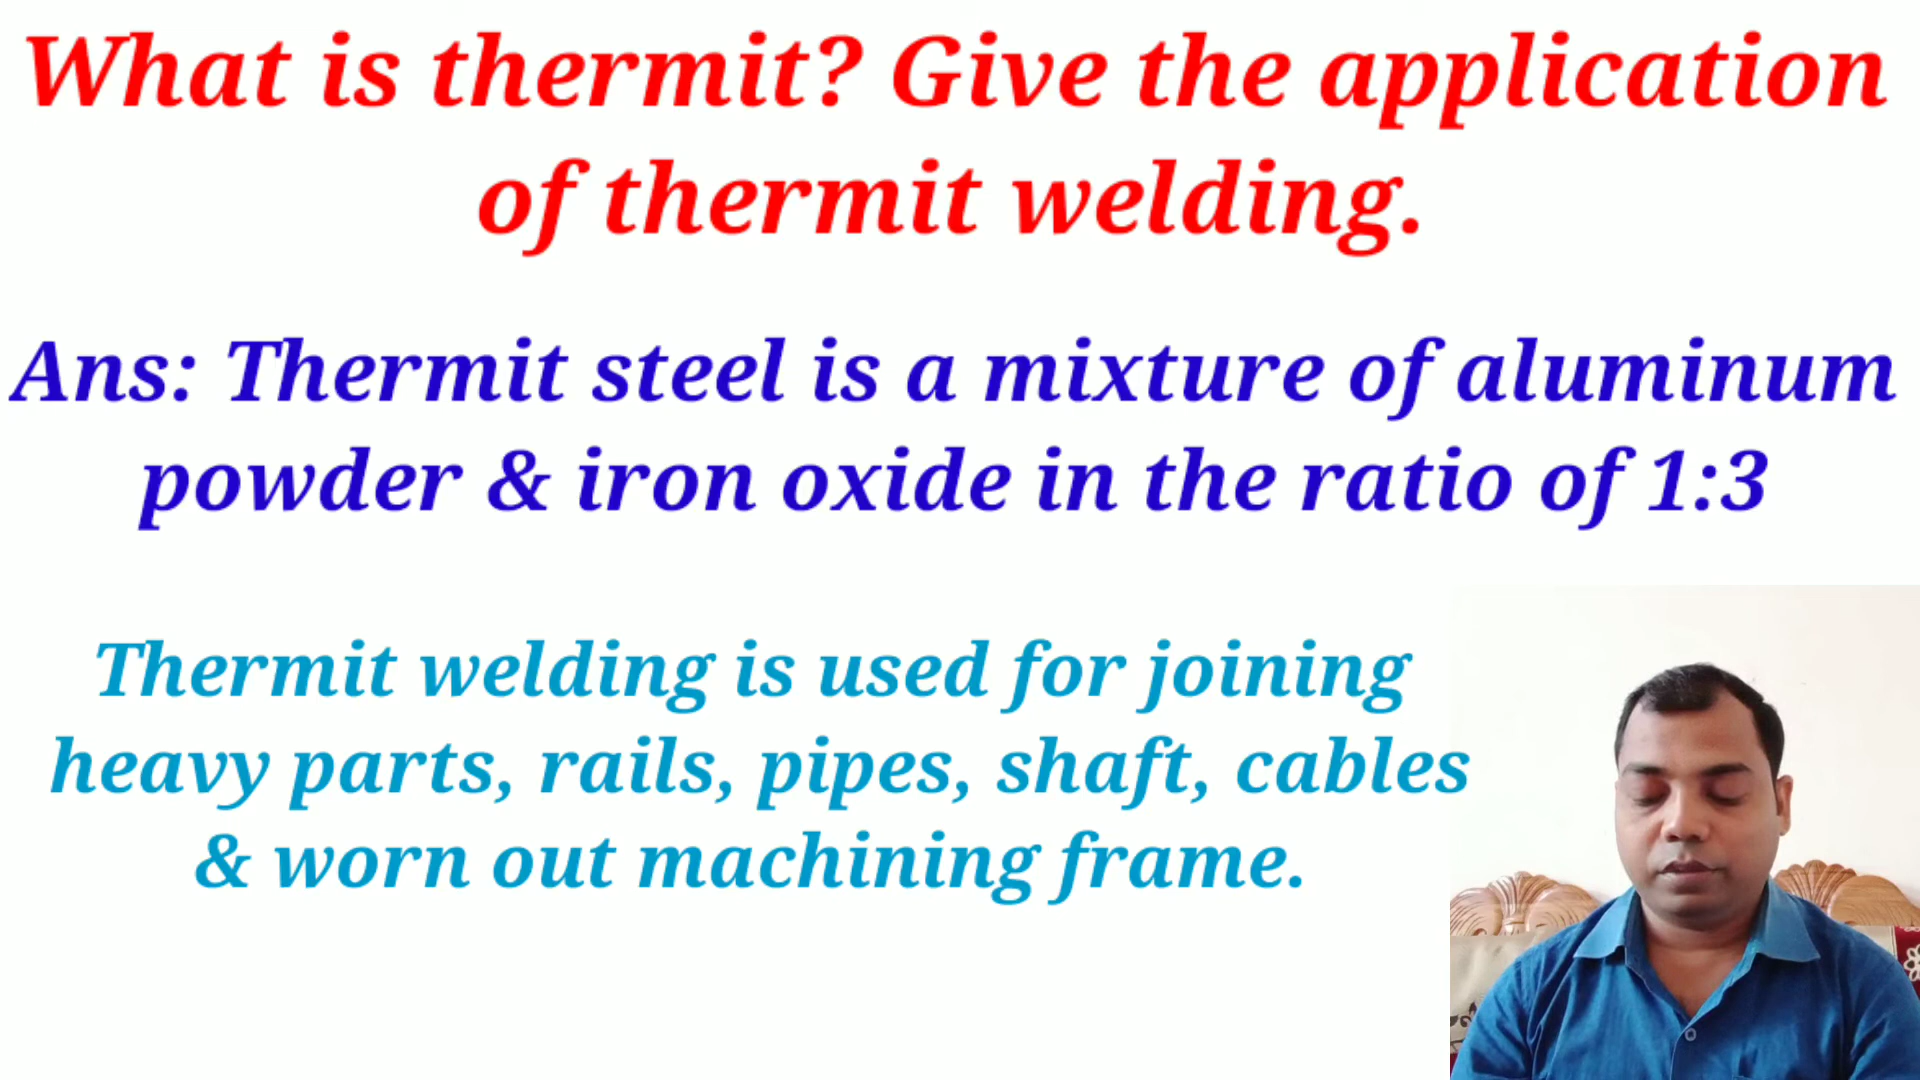 What is thermit? Give the application
of thermit welding.
Ans: Thermit steel is a mixture of aluminum
powder & iron oxide in the ratio of 1:3
Thermit welding is used for joining
heavy parts, rails, pipes, shaft, cables
& worn out machining frame.